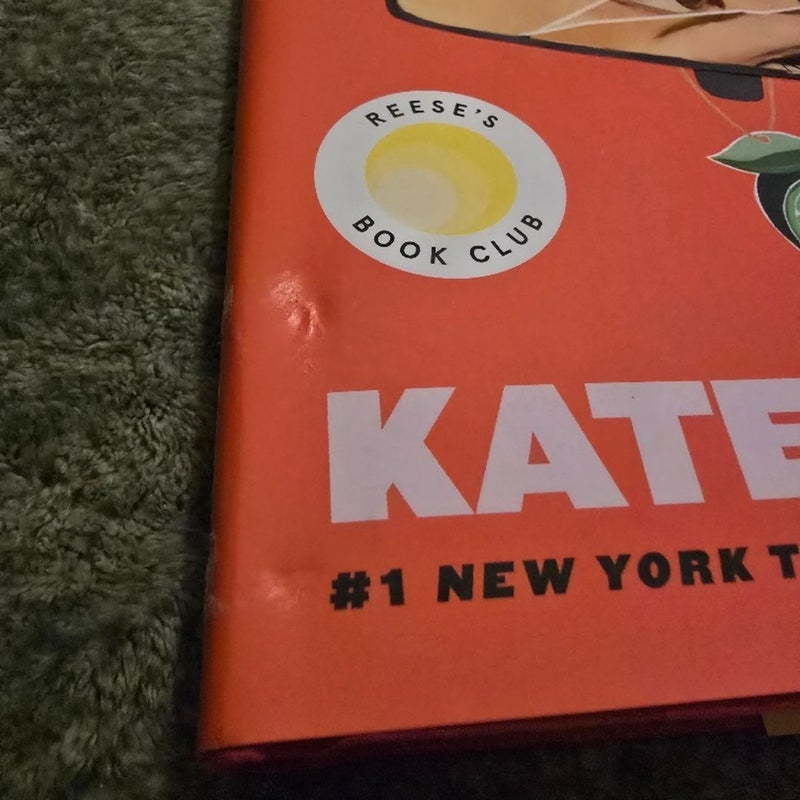 REESE'S
BOOK CLUB
KATE
#1 NEW YORK T